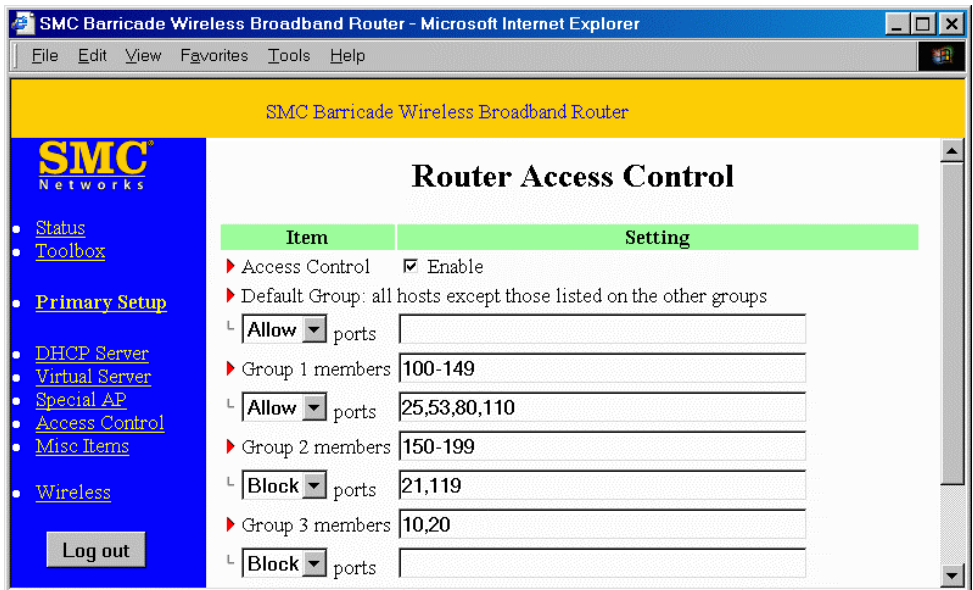 SMC Barricade Wireless Broadband Router - Microsoft Internet Explorer
File Edit View Favorites Tools Help
SMC Barricade Wireless Broadband Router
SMC
Networks
Status
Toolbox
Primary Setup
DHCP Server
Virtual Server
Special AP
Access Control
Misc Items
Wireless
Log out
Router Access Control
Item Setting
Access Control Enable
Default Group: all hosts except those listed on the other groups
Allow ports
Group 1 members 100-149
Allow ports 25,53,80,110
Group 2 members 150-199
Block ports 21,119
Group 3 members 10,20
Block ports